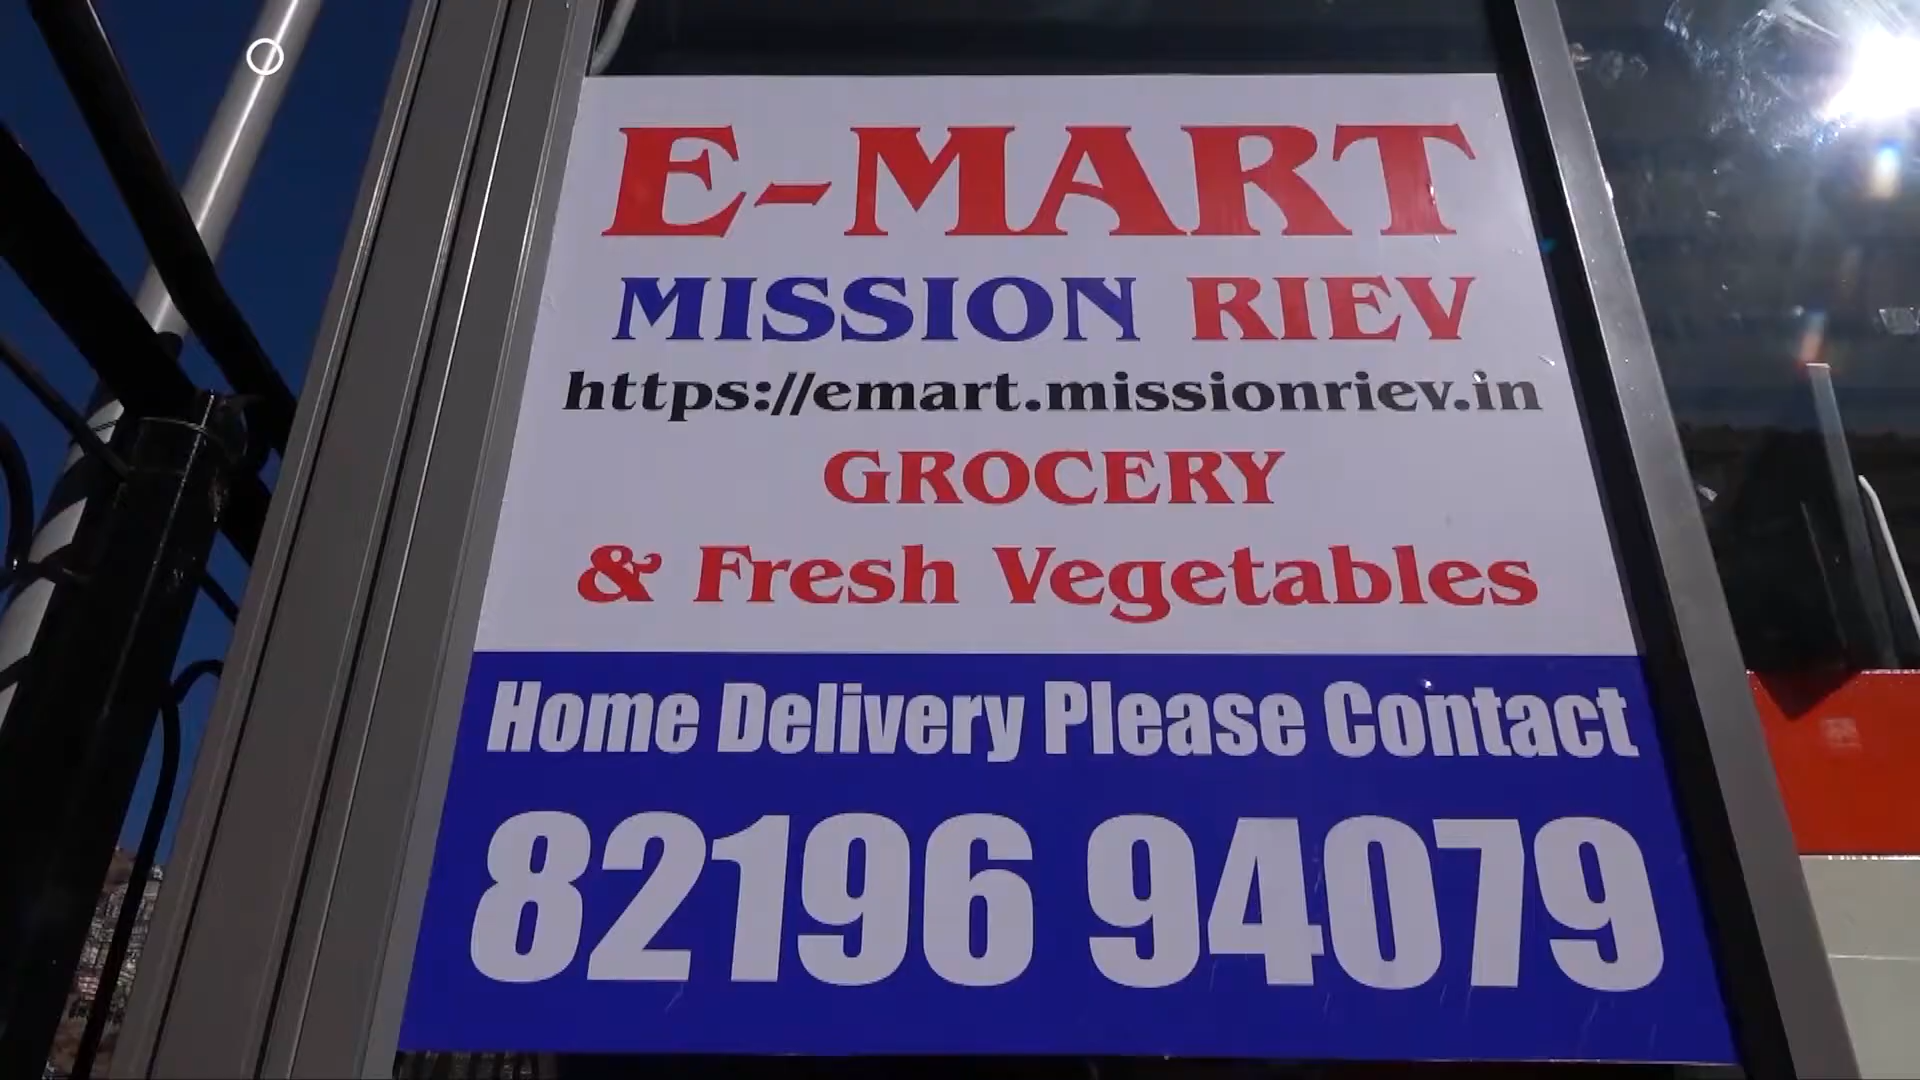 E-MART
MISSION RIEV
https://emart.missionriev.in
GROCERY
& Fresh Vegetables
Home Delivery Please Contact
82196 94079